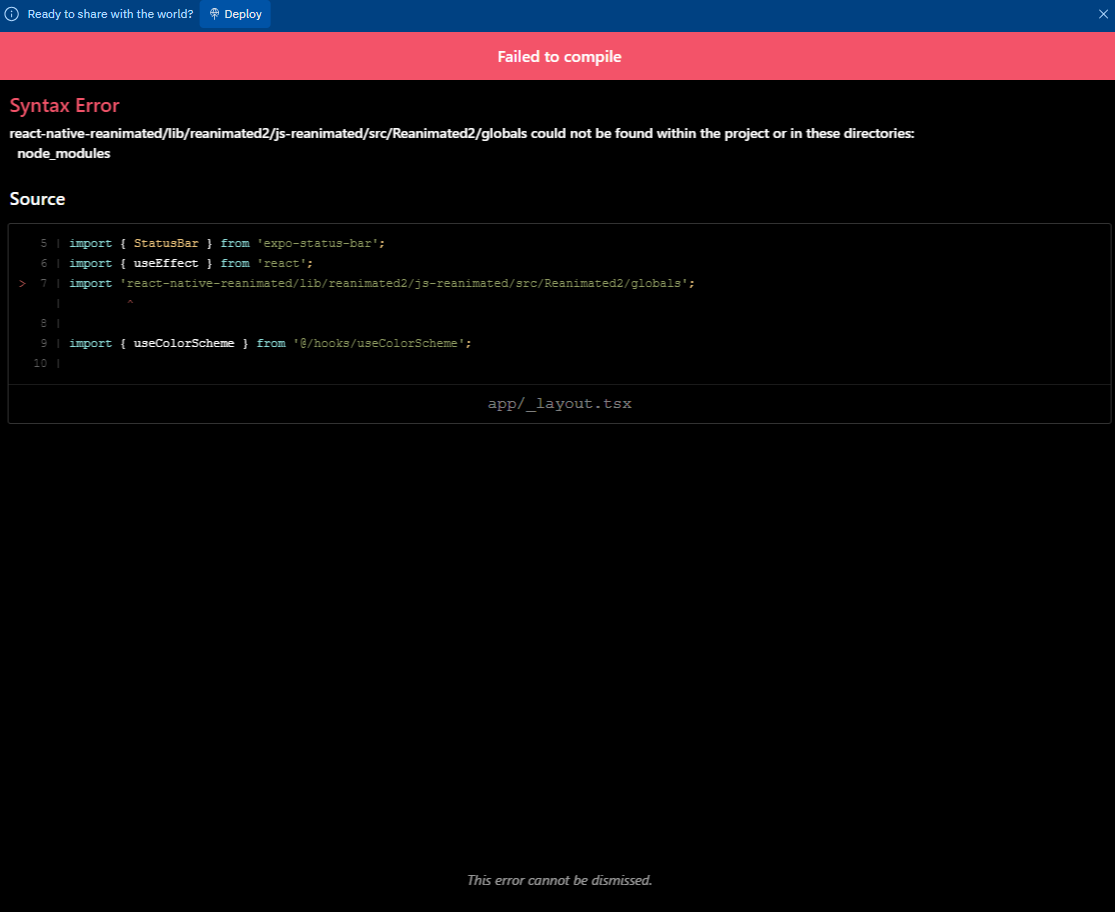 Ready to share with the world? Deploy
Failed to compile
Syntax Error
react-native-reanimated/lib/reanimated2/js-reanimated/src/Reanimated2/globals could not be found within the project or in these directories:
node_modules
Source
5 | import { StatusBar } from 'expo-status-bar';
6 | import { useEffect } from 'react';
> 7 | import 'react-native-reanimated/lib/reanimated2/js-reanimated/src/Reanimated2/globals';
| ^
8 |
9 | import { useColorScheme } from '@/hooks/useColorScheme';
10 |
app/_layout.tsx
This error cannot be dismissed.